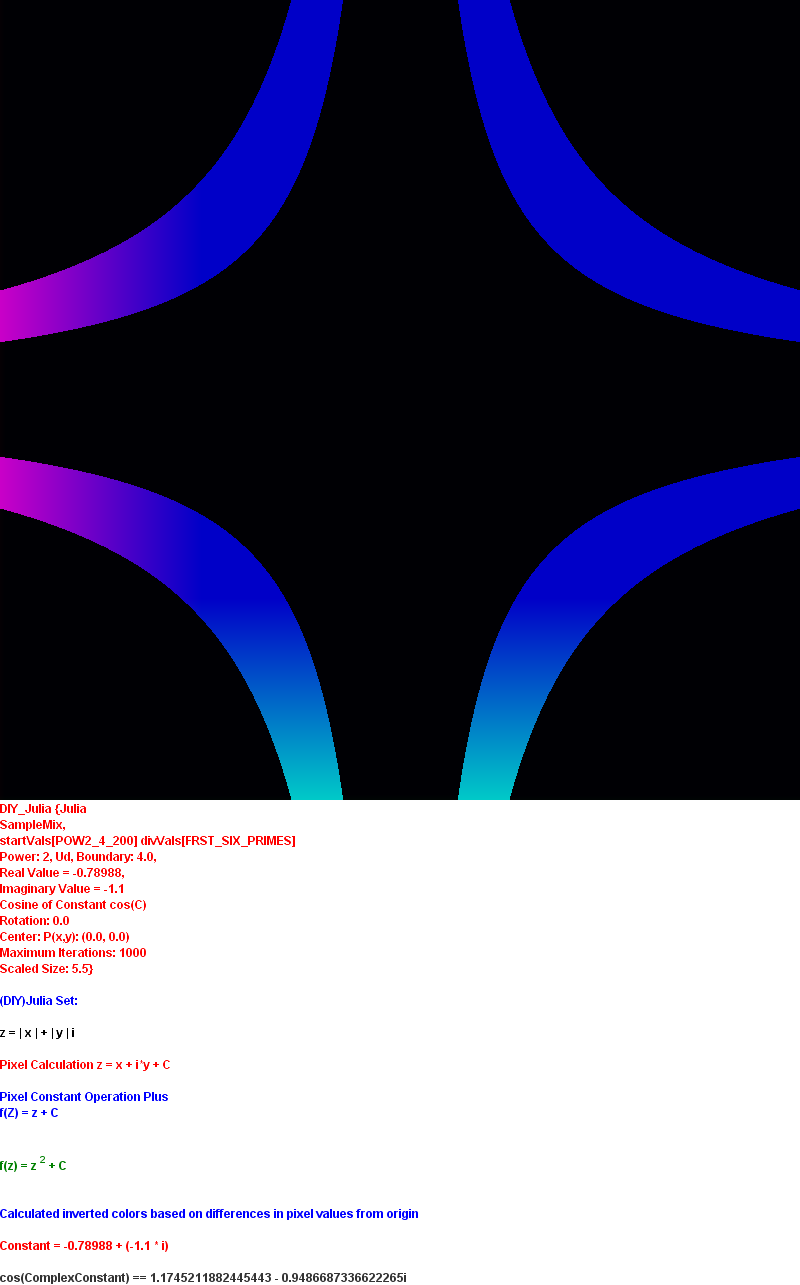 DIY_Julia {Julia
SampleMix,
startVals[POW2_4_200] divVals[FRST_SIX_PRIMES]
Power: 2, Ud, Boundary: 4.0,
Real Value = -0.78988,
Imaginary Value = -1.1
Cosine of Constant cos(C)
Rotation: 0.0
Center: P(x,y): (0.0, 0.0)
Maximum Iterations: 1000
Scaled Size: 5.5}
(DIY)Julia Set:
z = | x | + | y | i
Pixel Calculation z = x + i*y + C
Pixel Constant Operation Plus
f(Z) = z + C
f(z) = z 2 + C
Calculated inverted colors based on differences in pixel values from origin
Constant = -0.78988 + (-1.1 * i)
cos(ComplexConstant) == 1.1745211882445443 - 0.9486687336622265i